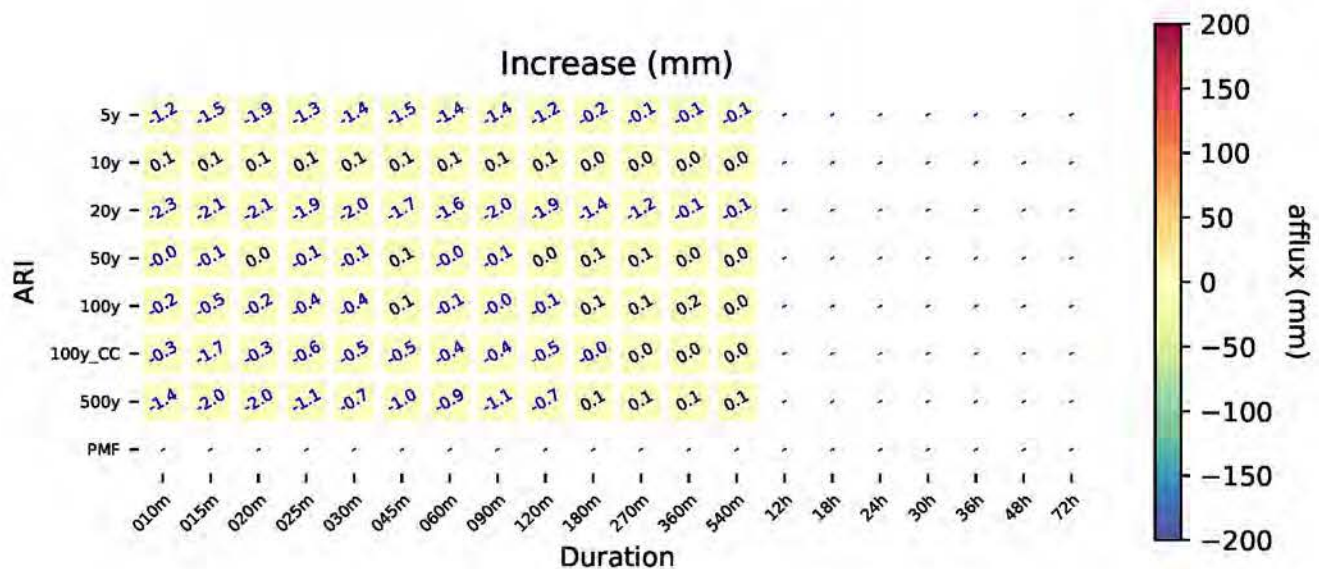 Increase (mm)
5y -1.2 -1.5 -1.9 -1.3 -1.4 -1.5 -1.4 -1.4 -1.2 -0.2 -0.1 -0.1 -0.1 - - - - - - -
10y 0.1 0.1 0.1 0.1 0.1 0.1 0.1 0.1 0.1 0.0 0.0 0.0 0.0 - - - - - - -
20y -2.3 -2.1 -2.1 -1.9 -2.0 -1.7 -1.6 -2.0 -1.9 -1.4 -1.2 -0.1 -0.1 - - - - - - -
50y -0.0 -0.1 0.0 -0.1 -0.1 0.1 -0.0 -0.1 0.0 0.1 0.1 0.0 0.0 - - - - - - -
100y -0.2 -0.5 -0.2 -0.4 -0.4 0.1 -0.1 -0.0 -0.1 0.1 0.1 0.2 0.0 - - - - - - -
100y_CC -0.3 -1.7 -0.3 -0.6 -0.5 -0.5 -0.4 -0.4 -0.5 -0.0 0.0 0.0 0.0 - - - - - - -
500y -1.4 -2.0 -2.0 -1.1 -0.7 -1.0 -0.9 -1.1 -0.7 0.1 0.1 0.1 0.1 - - - - - - -
PMF - - - - - - - - - - - - - - - - - - - -
ARI
010m 015m 020m 025m 030m 045m 060m 090m 120m 180m 270m 360m 540m 12h 18h 24h 30h 36h 48h 72h
Duration
200
150
100
50
0
−50
−100
−150
−200
afflux (mm)